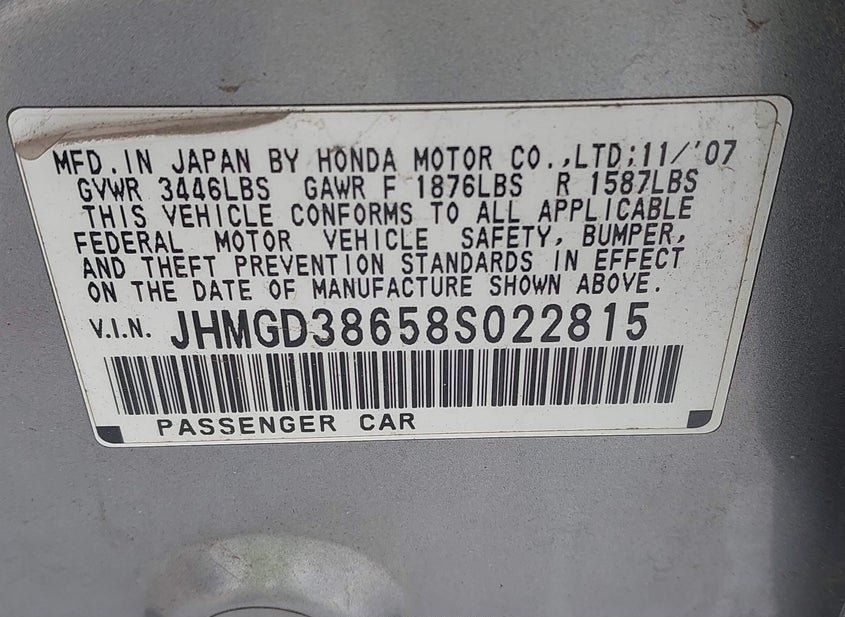 MFD. IN JAPAN BY HONDA MOTOR CO.,LTD:11/'07
GVWR 3446LBS GAWR F 1876LBS R 1587LBS
THIS VEHICLE CONFORMS TO ALL APPLICABLE
FEDERAL MOTOR VEHICLE SAFETY, BUMPER,
AND THEFT PREVENTION STANDARDS IN EFFECT
ON THE DATE OF MANUFACTURE SHOWN ABOVE.
V.I.N. JHMGD38658S022815
PASSENGER CAR